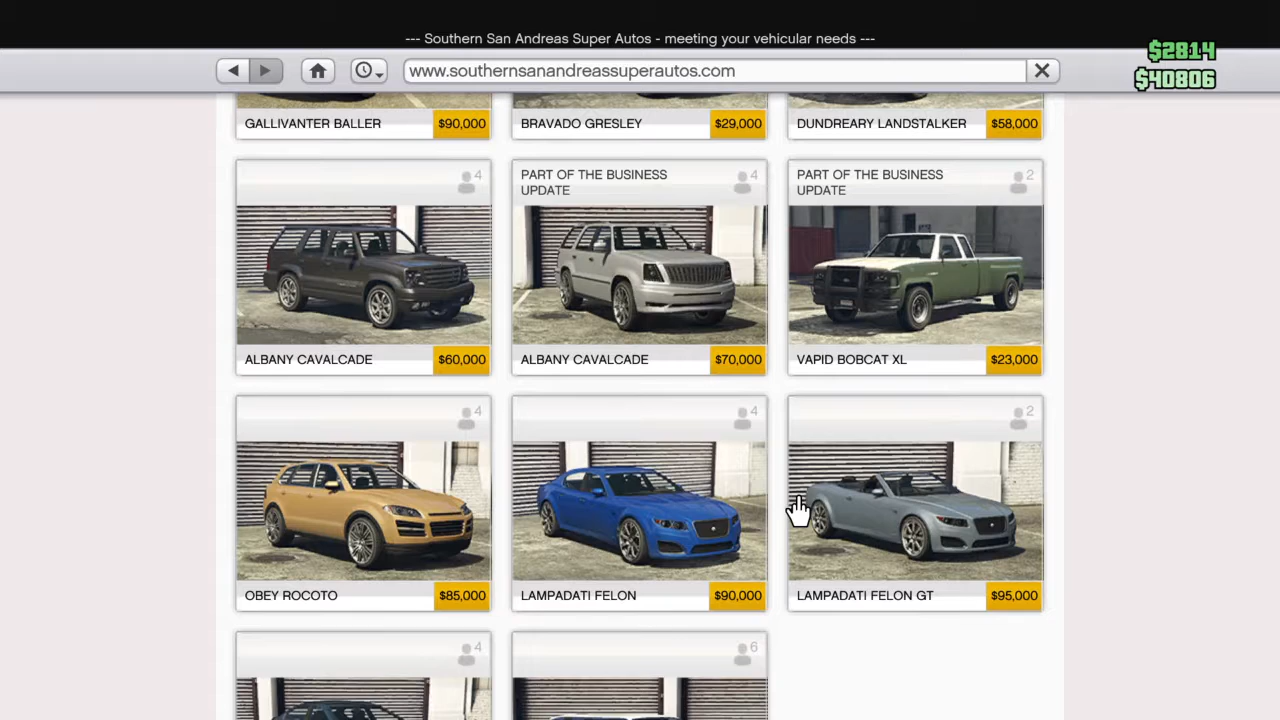 --- Southern San Andreas Super Autos - meeting your vehicular needs ---
$2814
www.southernsanandreassuperautos.com
$40806
GALLIVANTER BALLER
$90,000
BRAVADO GRESLEY
$29,000
DUNDREARY LANDSTALKER
$58,000
4
PART OF THE BUSINESS
UPDATE
4
PART OF THE BUSINESS
UPDATE
2
ALBANY CAVALCADE
$60,000
ALBANY CAVALCADE
$70,000
VAPID BOBCAT XL
$23,000
4
4
2
OBEY ROCOTO
$85,000
LAMPADATI FELON
$90,000
LAMPADATI FELON GT
$95,000
4
6